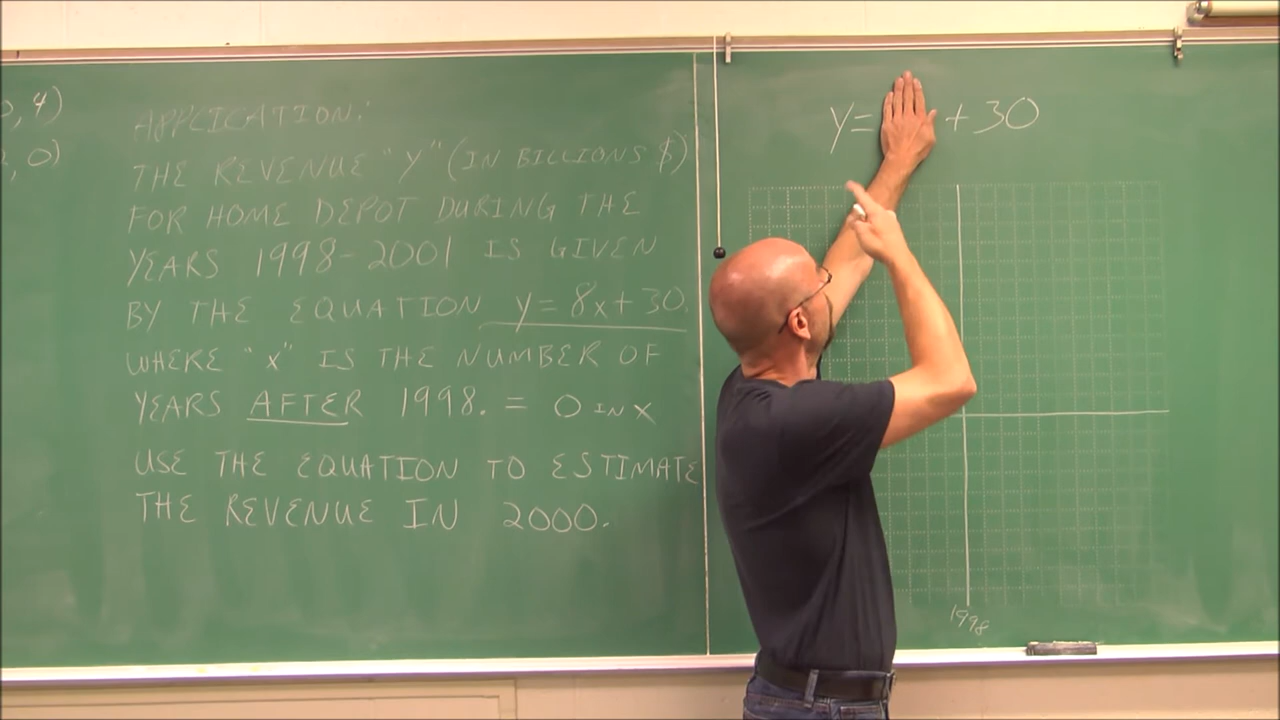 , 4)
, 0)
APPLICATION:
THE REVENUE "Y" (IN BILLIONS $)
FOR HOME DEPOT DURING THE
YEARS 1998-2001 IS GIVEN
BY THE EQUATION y=8x+30.
WHERE "X" IS THE NUMBER OF
YEARS AFTER 1998. = 0 IN X
USE THE EQUATION TO ESTIMATE
THE REVENUE IN 2000.
y= +30
1998